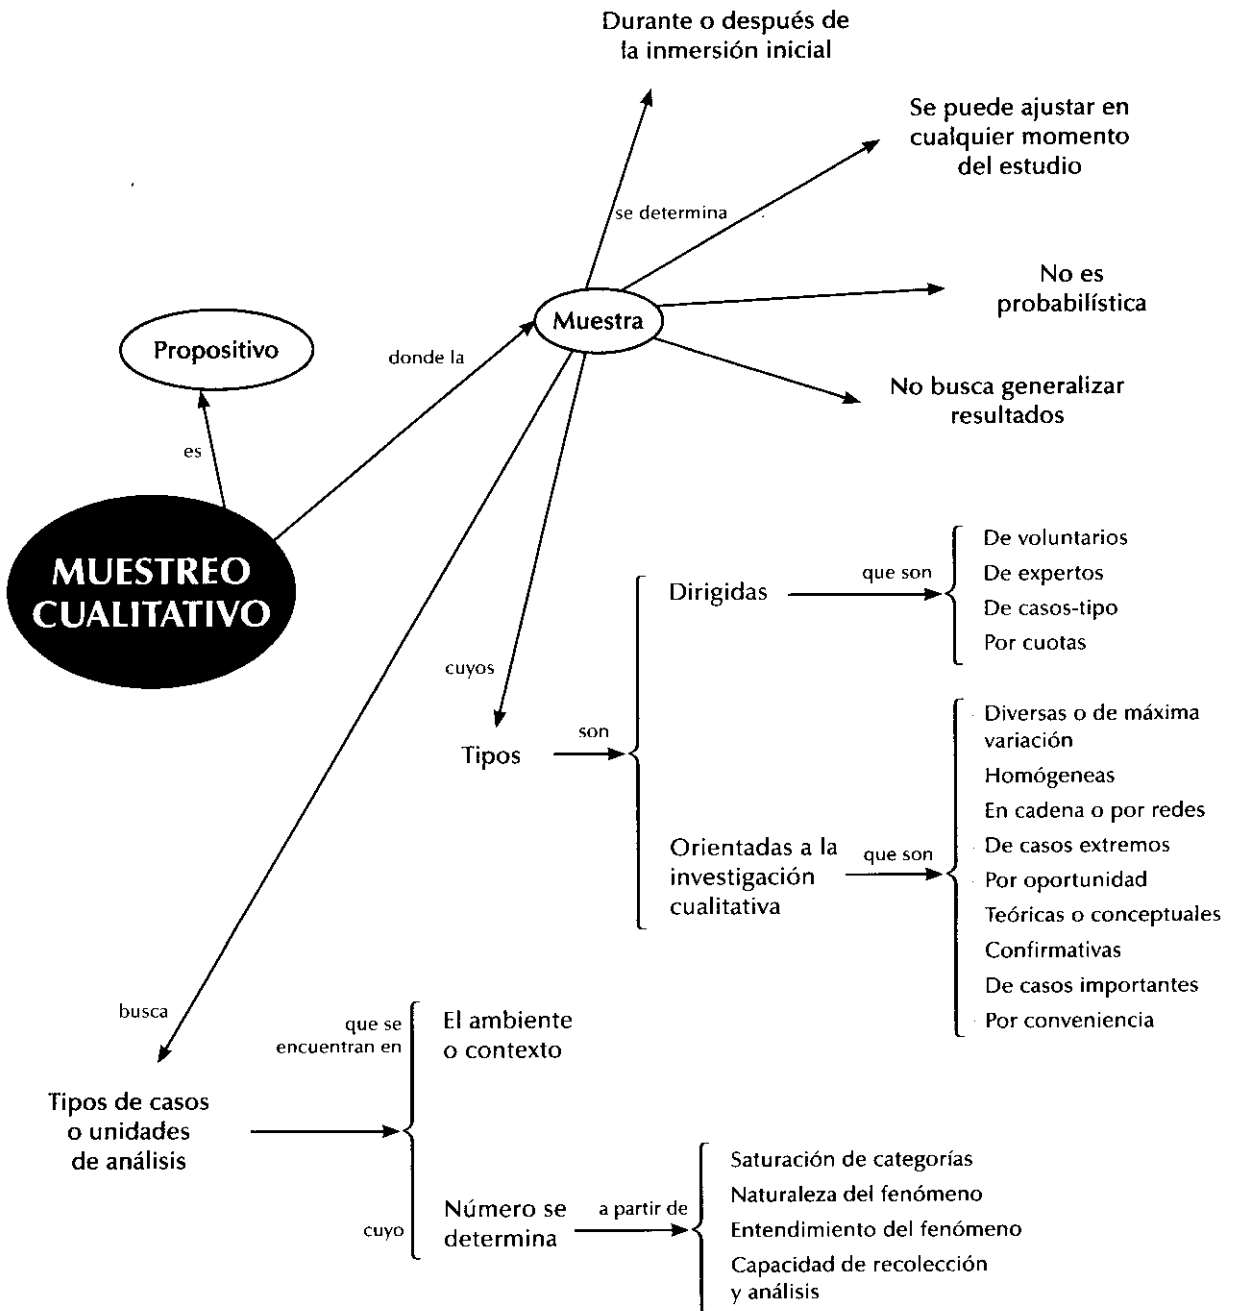 Durante o después de
la inmersión inicial
Se puede ajustar en
cualquier momento
del estudio
se determina
No es
probabilística
Muestra
Propositivo
donde la
No busca generalizar
resultados
es
MUESTREO
CUALITATIVO
De voluntarios
que son
De expertos
Dirigidas
De casos-tipo
Por cuotas
cuyos
Diversas o de máxima
variación
son
Tipos
Homógeneas
En cadena o por redes
De casos extremos
Orientadas a la
investigación
cualitativa
que son
Por oportunidad
Teóricas o conceptuales
Confirmativas
De casos importantes
Por conveniencia
busca
que se
encuentran en
El ambiente
o contexto
Tipos de casos
o unidades
de análisis
Saturación de categorías
Naturaleza del fenómeno
cuyo
Número se
determina
a partir de
Entendimiento del fenómeno
Capacidad de recolección
y análisis